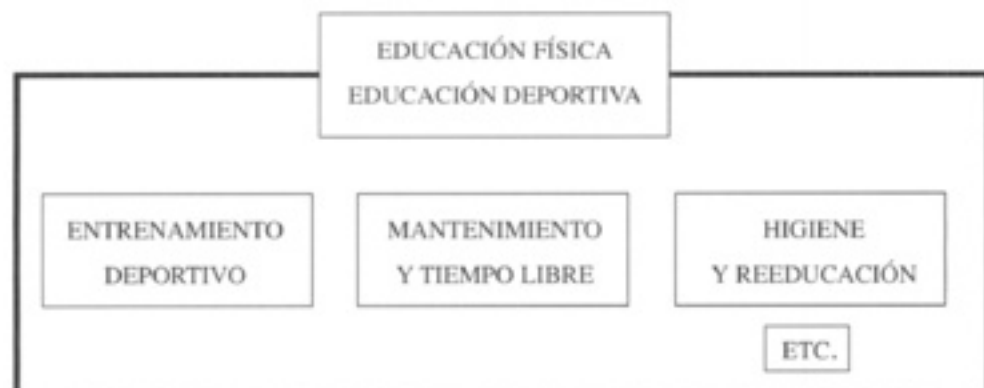 EDUCACIÓN FÍSICA
EDUCACIÓN DEPORTIVA
ENTRENAMIENTO
DEPORTIVO
MANTENIMIENTO
Y TIEMPO LIBRE
HIGIENE
Y REEDUCACIÓN
ETC.